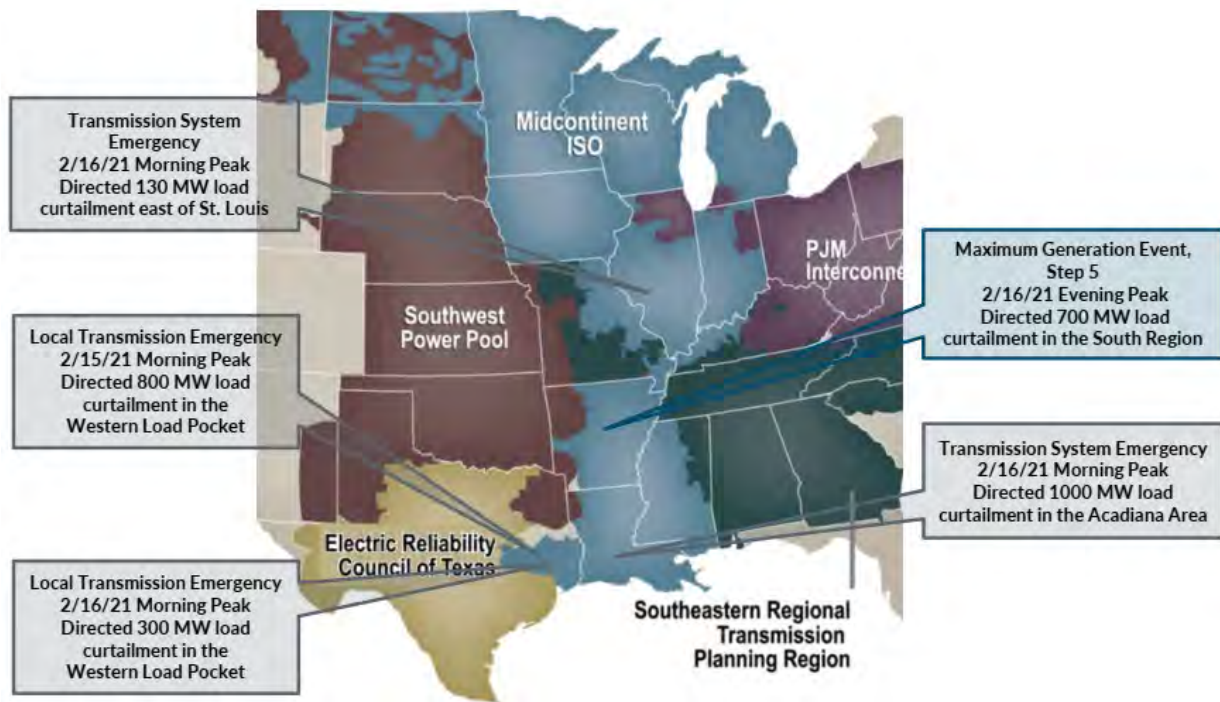 Transmission System
Emergency
2/16/21 Morning Peak
Directed 130 MW load
curtailment east of St. Louis
Local Transmission Emergency
2/15/21 Morning Peak
Directed 800 MW load
curtailment in the
Western Load Pocket
Local Transmission Emergency
2/16/21 Morning Peak
Directed 300 MW load
curtailment in the
Western Load Pocket
Midcontinent
ISO
Southwest
Power Pool
PJM
Interconne
Electric Reliability
Council of Texas
Southeastern Regional
Transmission
Planning Region
Maximum Generation Event,
Step 5
2/16/21 Evening Peak
Directed 700 MW load
curtailment in the South Region
Transmission System Emergency
2/16/21 Morning Peak
Directed 1000 MW load
curtailment in the Acadiana Area